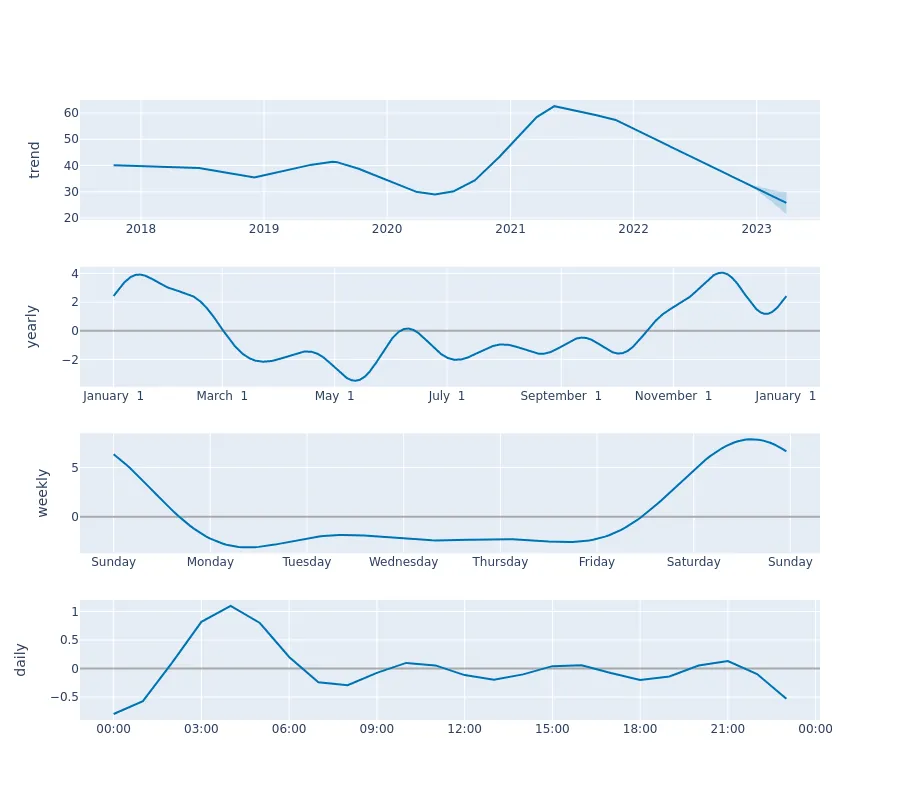 trend
60
50
40
30
20
2018 2019 2020 2021 2022 2023
yearly
4
2
0
−2
January 1 March 1 May 1 July 1 September 1 November 1 January 1
weekly
5
0
Sunday Monday Tuesday Wednesday Thursday Friday Saturday Sunday
daily
1
0.5
0
−0.5
00:00 03:00 06:00 09:00 12:00 15:00 18:00 21:00 00:00